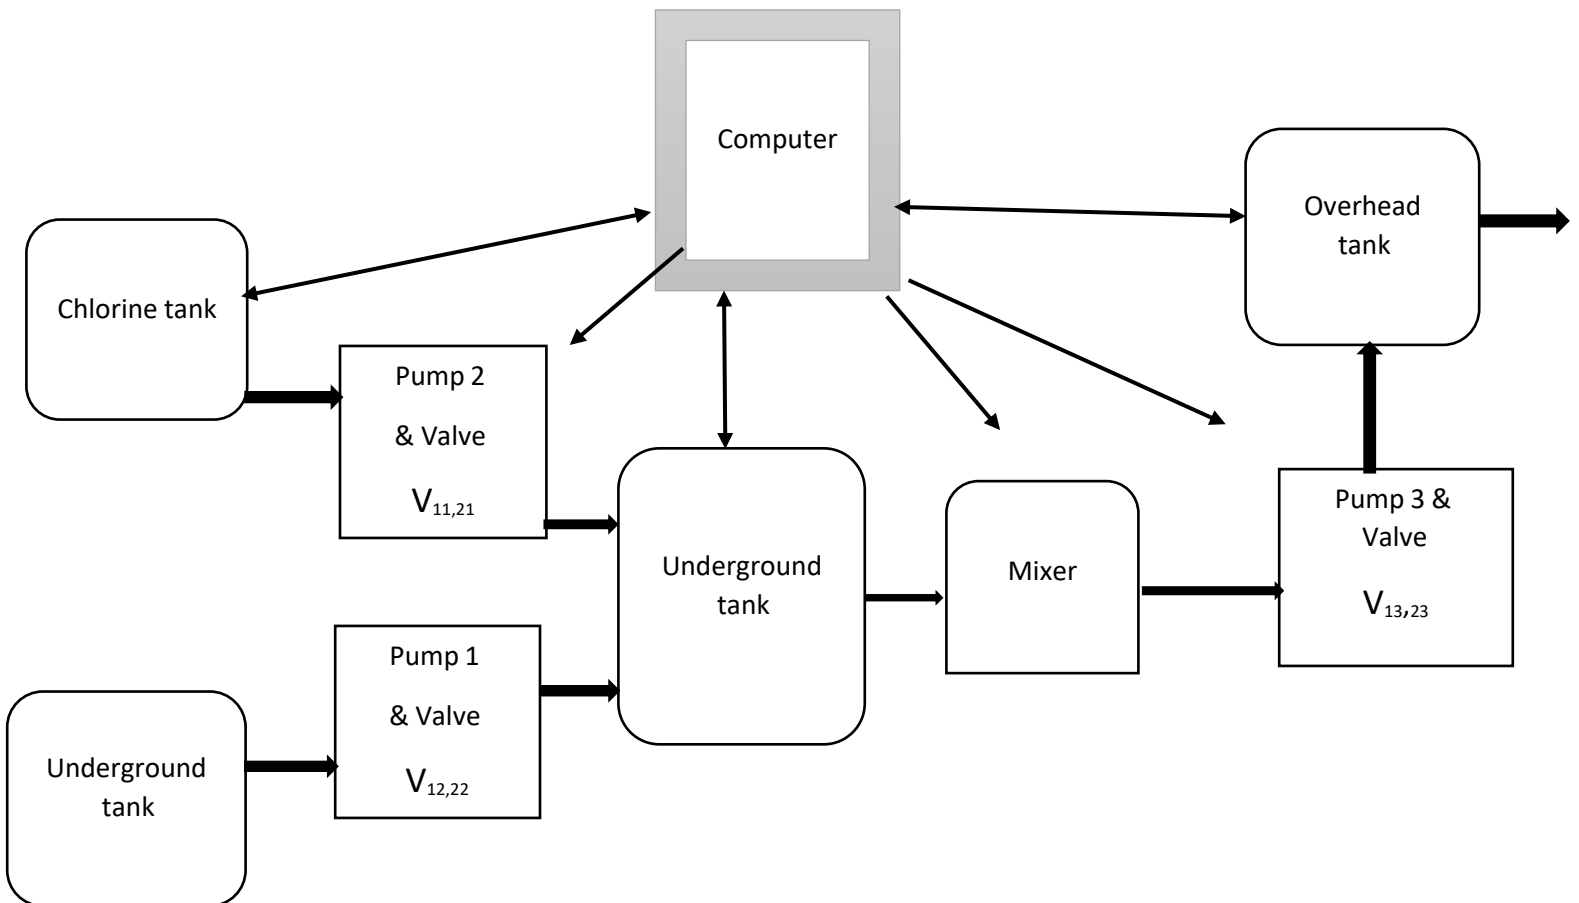 Computer
Overhead
tank
Chlorine tank
Pump 2
& Valve
V11,21
Underground
tank
Mixer
Pump 3 &
Valve
V13,23
Pump 1
& Valve
V12,22
Underground
tank